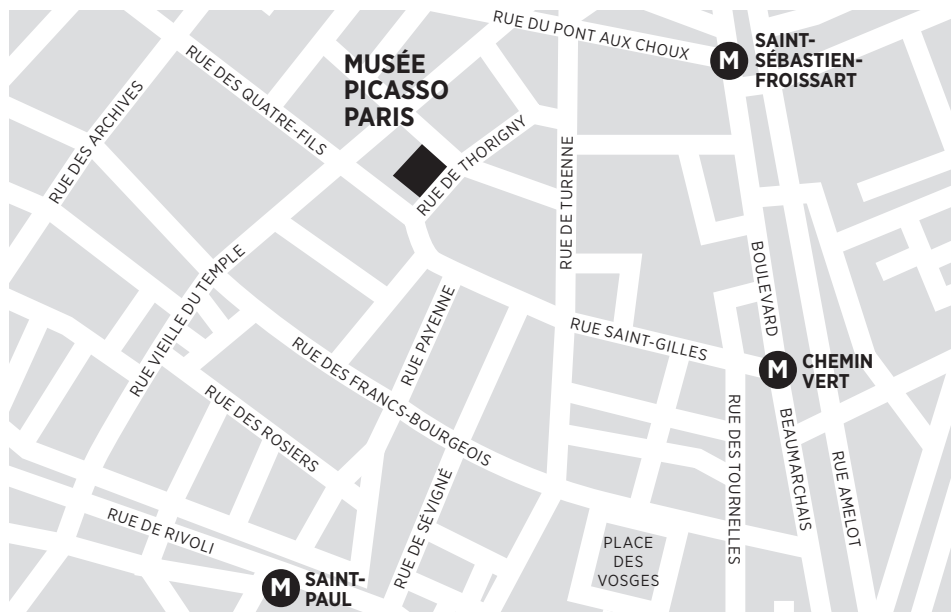 RUE DU PONT AUX CHOUX
M
SAINT-
SÉBASTIEN-
FROISSART
MUSÉE
PICASSO
PARIS
RUE DES QUATRE-FILS
RUE DES ARCHIVES
RUE DE THORIGNY
RUE DE TURENNE
RUE VIEILLE DU TEMPLE
BOULEVARD
RUE PAYENNE
RUE SAINT-GILLES
M
CHEMIN
VERT
RUE DES FRANCS-BOURGEOIS
RUE DES ROSIERS
RUE DES TOURNELLES
BEAUMARCHAIS
RUE AMELOT
RUE DE SÉVIGNÉ
RUE DE RIVOLI
PLACE
DES
VOSGES
M
SAINT-
PAUL